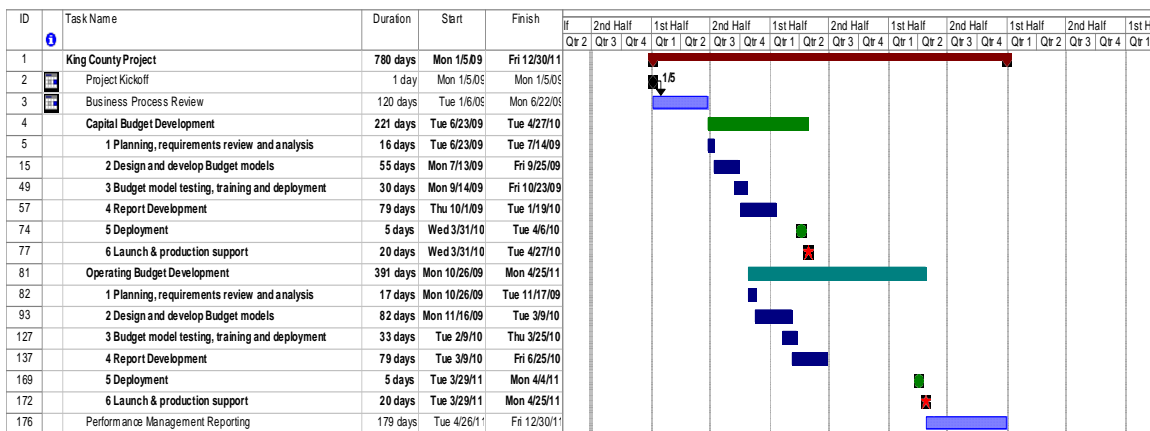 ID Task Name Duration Start Finish
lf 2nd Half 1st Half 2nd Half 1st Half 2nd Half 1st Half 2nd Half 1st Half 2nd Half 1st H
Qtr 2 Qtr 3 Qtr 4 Qtr 1 Qtr 2 Qtr 3 Qtr 4 Qtr 1 Qtr 2 Qtr 3 Qtr 4 Qtr 1 Qtr 2 Qtr 3 Qtr 4 Qtr 1 Qtr 2 Qtr 3 Qtr 4 Qtr 1
1 King County Project 780 days Mon 1/5/09 Fri 12/30/11
2 Project Kickoff 1 day Mon 1/5/09 Mon 1/5/09 1/5
3 Business Process Review 120 days Tue 1/6/09 Mon 6/22/09
4 Capital Budget Development 221 days Tue 6/23/09 Tue 4/27/10
5 1 Planning, requirements review and analysis 16 days Tue 6/23/09 Tue 7/14/09
15 2 Design and develop Budget models 55 days Mon 7/13/09 Fri 9/25/09
49 3 Budget model testing, training and deployment 30 days Mon 9/14/09 Fri 10/23/09
57 4 Report Development 79 days Thu 10/1/09 Tue 1/19/10
74 5 Deployment 5 days Wed 3/31/10 Tue 4/6/10
77 6 Launch & production support 20 days Wed 3/31/10 Tue 4/27/10
81 Operating Budget Development 391 days Mon 10/26/09 Mon 4/25/11
82 1 Planning, requirements review and analysis 17 days Mon 10/26/09 Tue 11/17/09
93 2 Design and develop Budget models 82 days Mon 11/16/09 Tue 3/9/10
127 3 Budget model testing, training and deployment 33 days Tue 2/9/10 Thu 3/25/10
137 4 Report Development 79 days Tue 3/9/10 Fri 6/25/10
169 5 Deployment 5 days Tue 3/29/11 Mon 4/4/11
172 6 Launch & production support 20 days Tue 3/29/11 Mon 4/25/11
176 Performance Management Reporting 179 days Tue 4/26/11 Fri 12/30/11